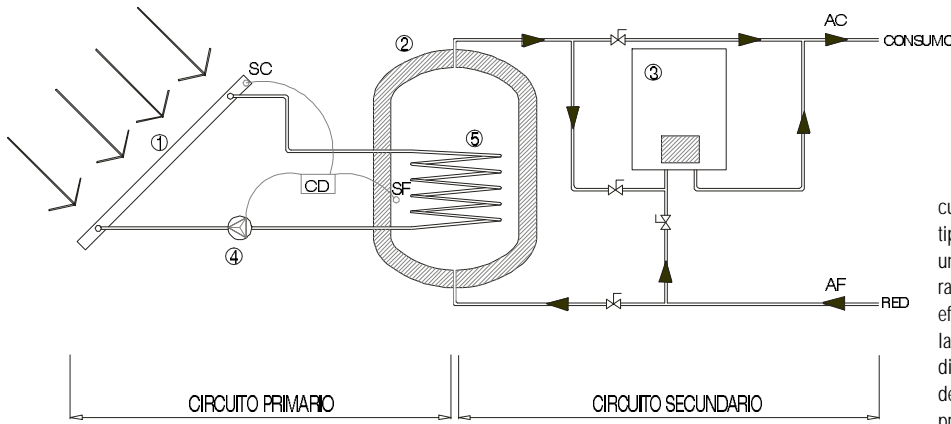 AC
CONSUMO
②
SC
③
①
⑤
CD
SF
④
AF
RED
CIRCUITO PRIMARIO
CIRCUITO SECUNDARIO
cu
tip
un
ra
ef
la
di
de
pr